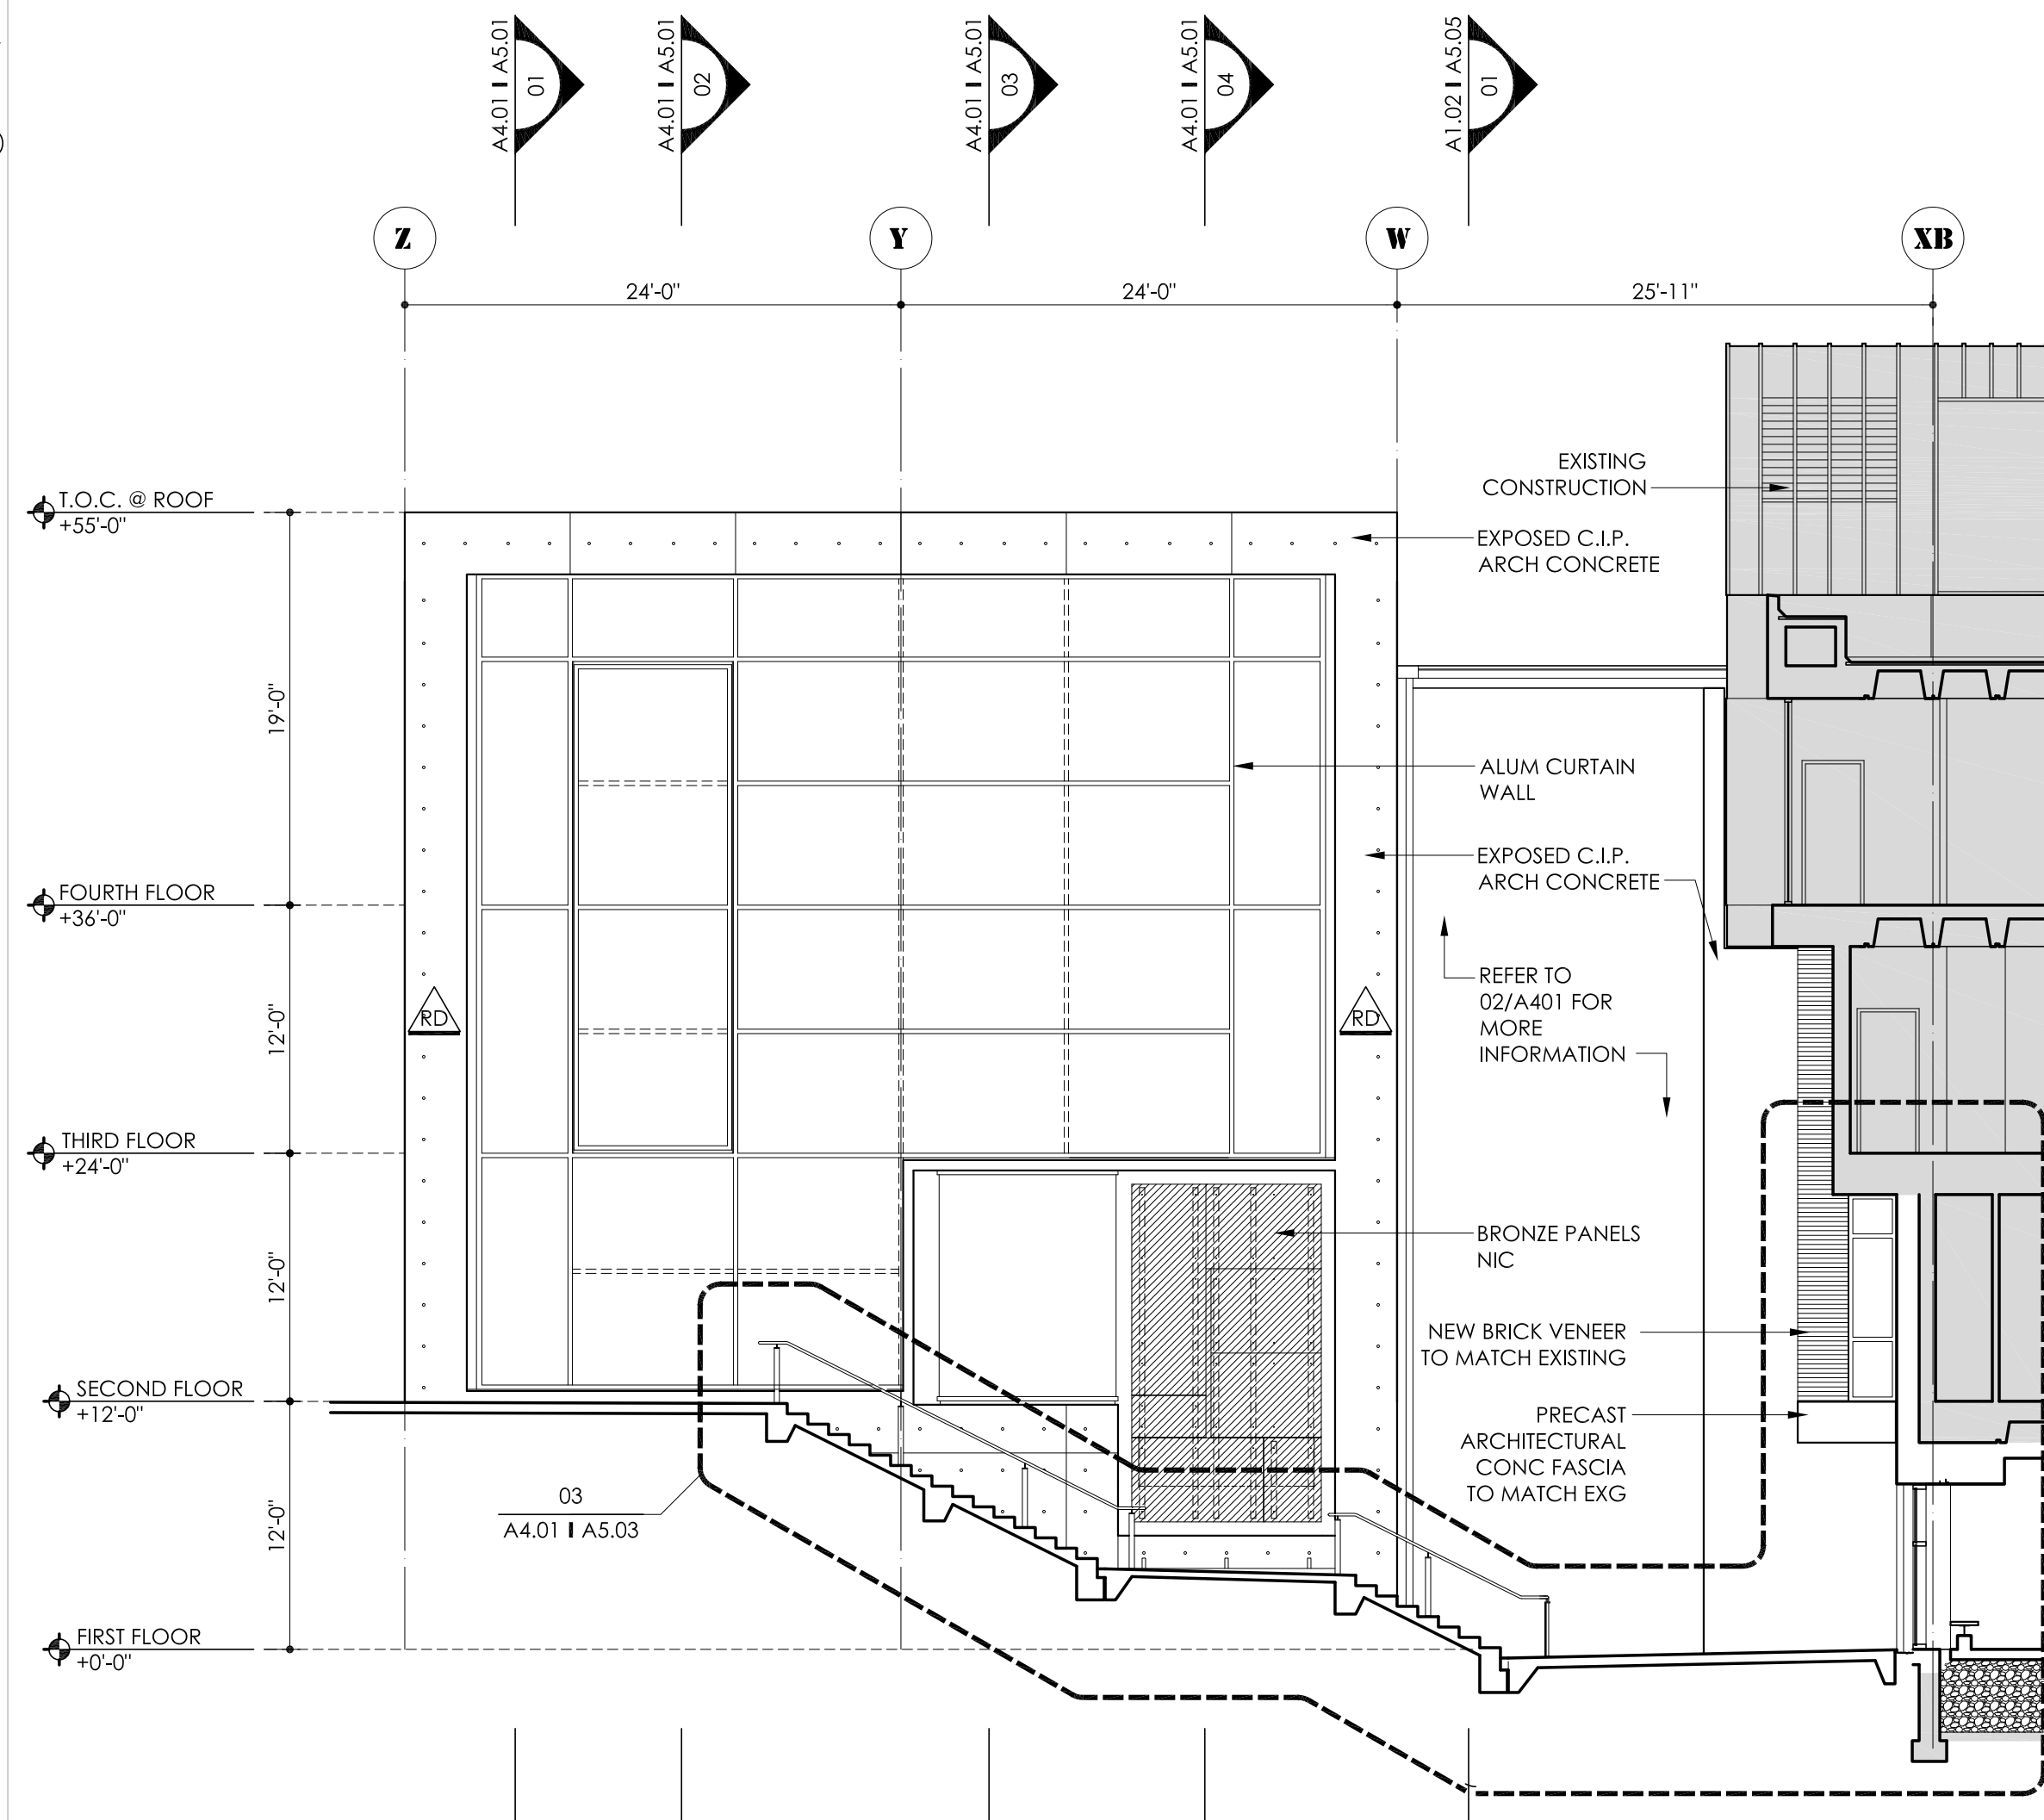 A4.01 A5.01
01
A4.01 A5.01
02
A4.01 A5.01
03
A4.01 A5.01
04
A1.02 A5.05
01
Z
Y
W
XB
24'-0"
24'-0"
25'-11"
T.O.C. @ ROOF
+55'-0"
19'-0"
FOURTH FLOOR
+36'-0"
12'-0"
THIRD FLOOR
+24'-0"
12'-0"
SECOND FLOOR
+12'-0"
12'-0"
FIRST FLOOR
+0'-0"
EXISTING
CONSTRUCTION
EXPOSED C.I.P.
ARCH CONCRETE
ALUM CURTAIN
WALL
EXPOSED C.I.P.
ARCH CONCRETE
REFER TO
02/A401 FOR
MORE
INFORMATION
RD
RD
BRONZE PANELS
NIC
NEW BRICK VENEER
TO MATCH EXISTING
PRECAST
ARCHITECTURAL
CONC FASCIA
TO MATCH EXG
03
A4.01 A5.03